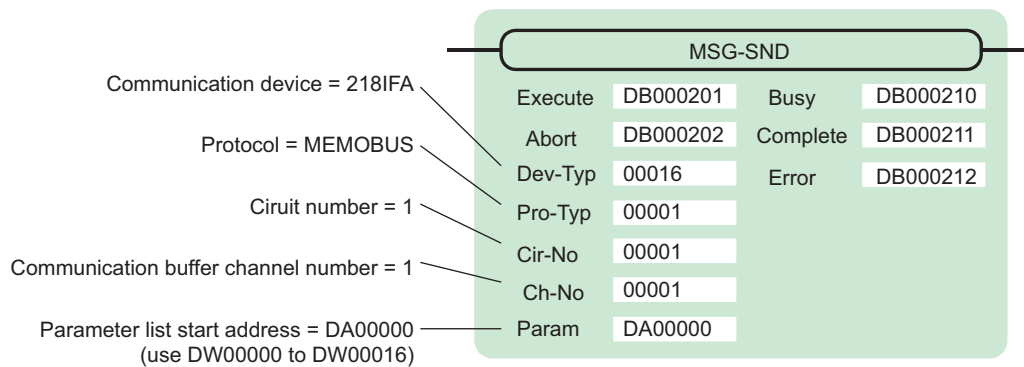 MSG-SND
Communication device = 218IFA
Protocol = MEMOBUS
Ciruit number = 1
Communication buffer channel number = 1
Parameter list start address = DA00000
(use DW00000 to DW00016)
Execute DB000201 Busy DB000210
Abort DB000202 Complete DB000211
Dev-Typ 00016 Error DB000212
Pro-Typ 00001
Cir-No 00001
Ch-No 00001
Param DA00000